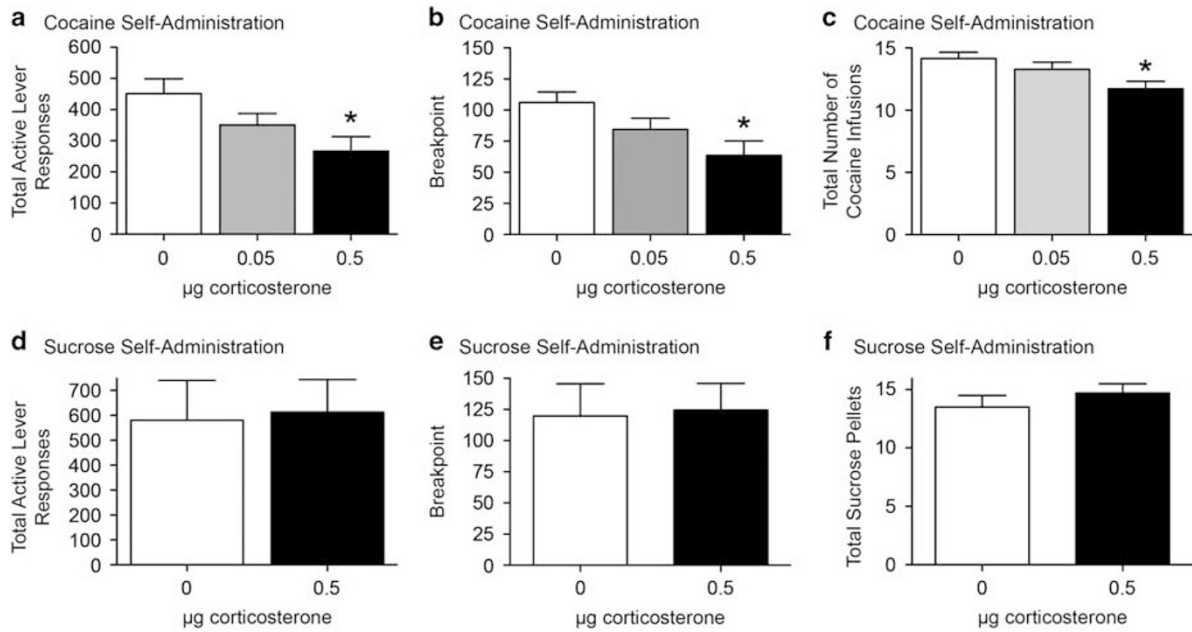 a Cocaine Self-Administration
Total Active Lever
Responses
600
500
400
300
200
100
0
*
0 0.05 0.5
µg corticosterone
b Cocaine Self-Administration
Breakpoint
150
125
100
75
50
25
0
*
0 0.05 0.5
µg corticosterone
c Cocaine Self-Administration
Total Number of
Cocaine Infusions
15
10
5
0
*
0 0.05 0.5
µg corticosterone
d Sucrose Self-Administration
Total Active Lever
Responses
700
600
500
400
300
200
100
0
0 0.5
µg corticosterone
e Sucrose Self-Administration
Breakpoint
150
125
100
75
50
25
0
0 0.5
µg corticosterone
f Sucrose Self-Administration
Total Sucrose Pellets
15
10
5
0
0 0.5
µg corticosterone